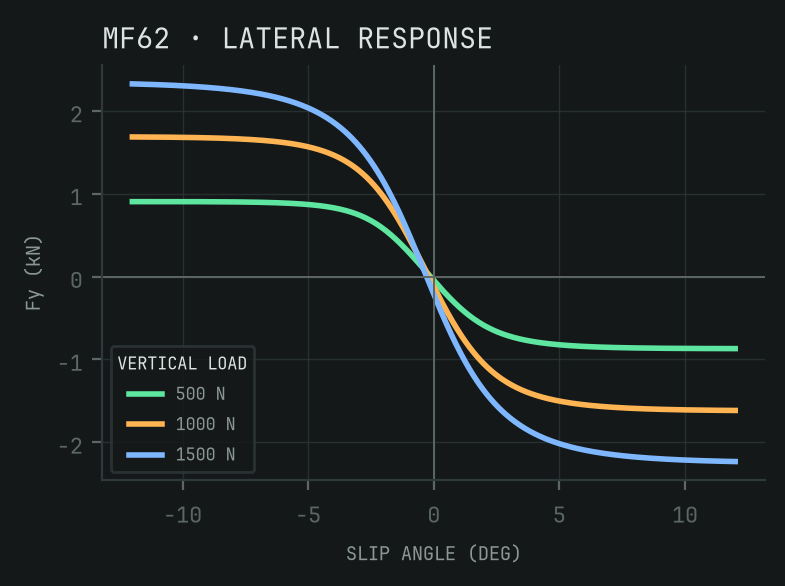 MF62 · LATERAL RESPONSE
2
1
0
-1
-2
Fy (kN)
VERTICAL LOAD
500 N
1000 N
1500 N
-10
-5
0
5
10
SLIP ANGLE (DEG)